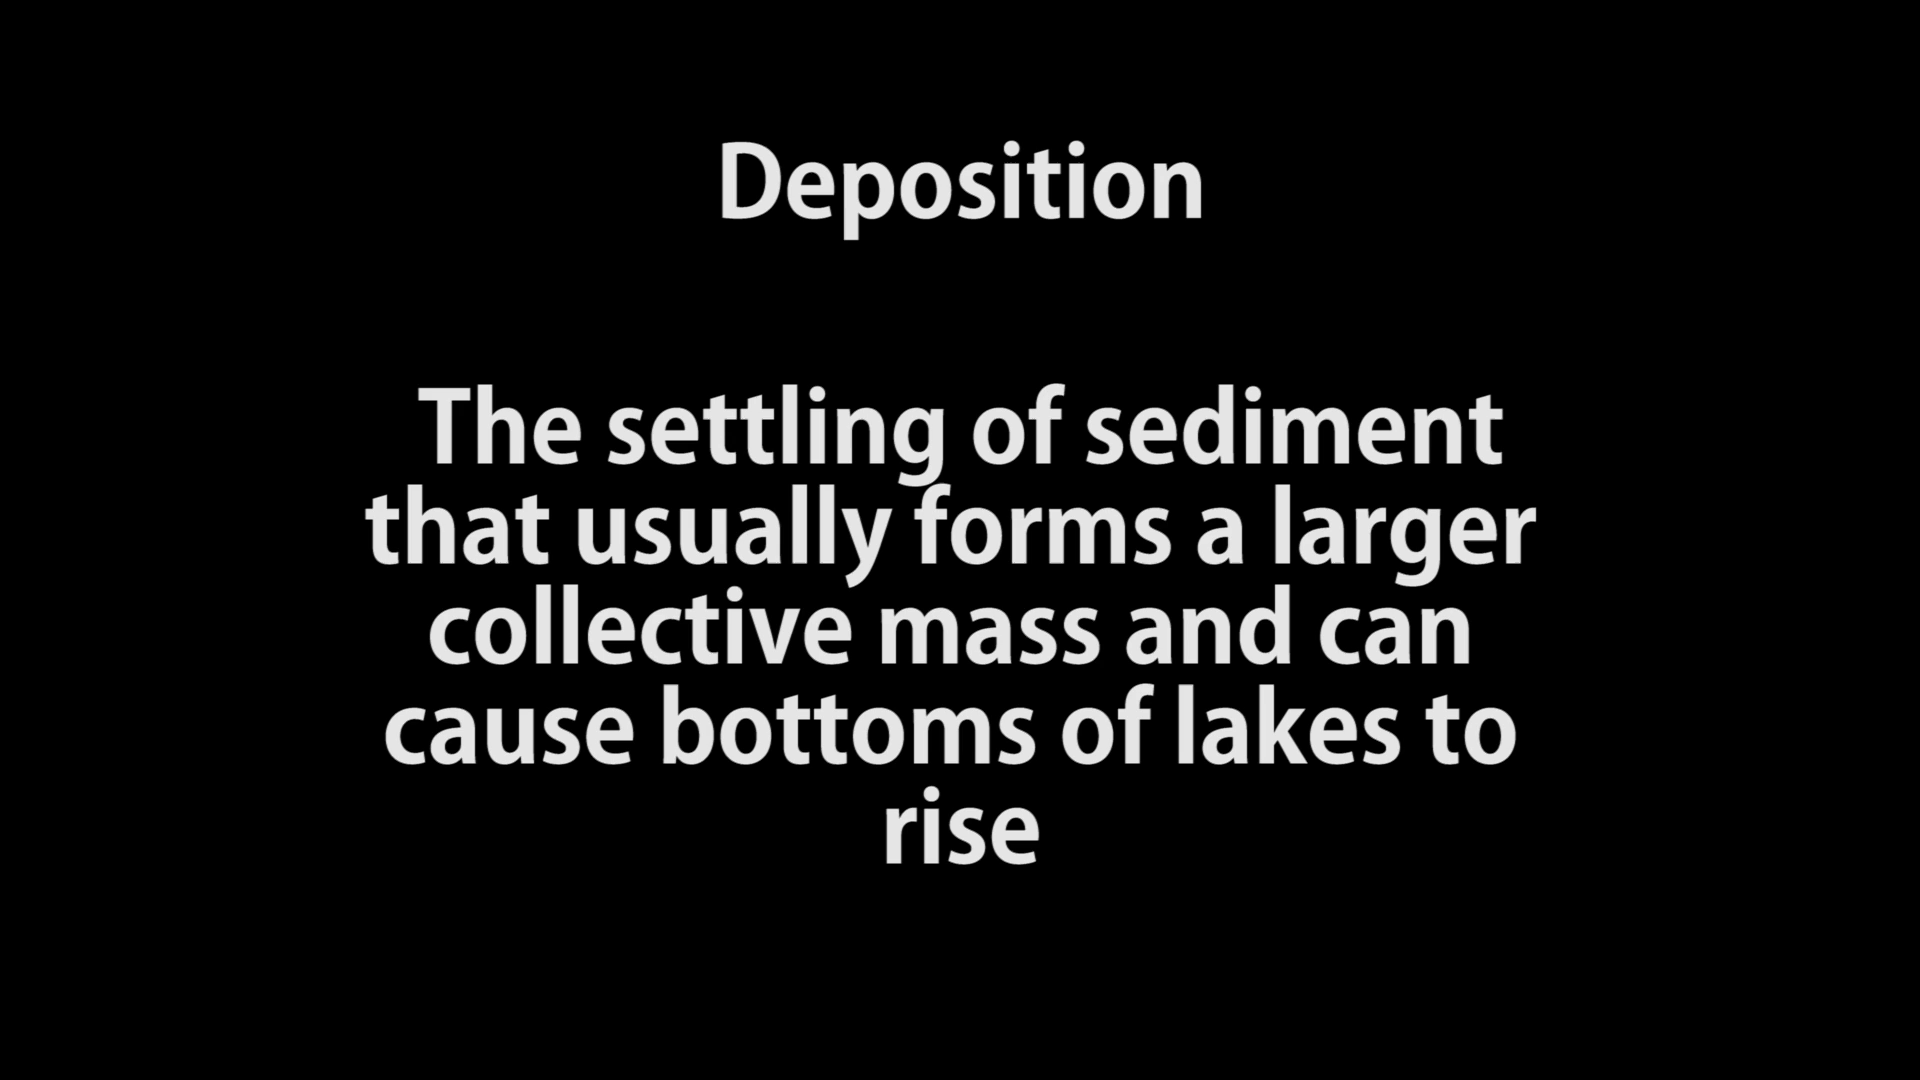 Deposition
The settling of sediment
that usually forms a larger
collective mass and can
cause bottoms of lakes to
rise